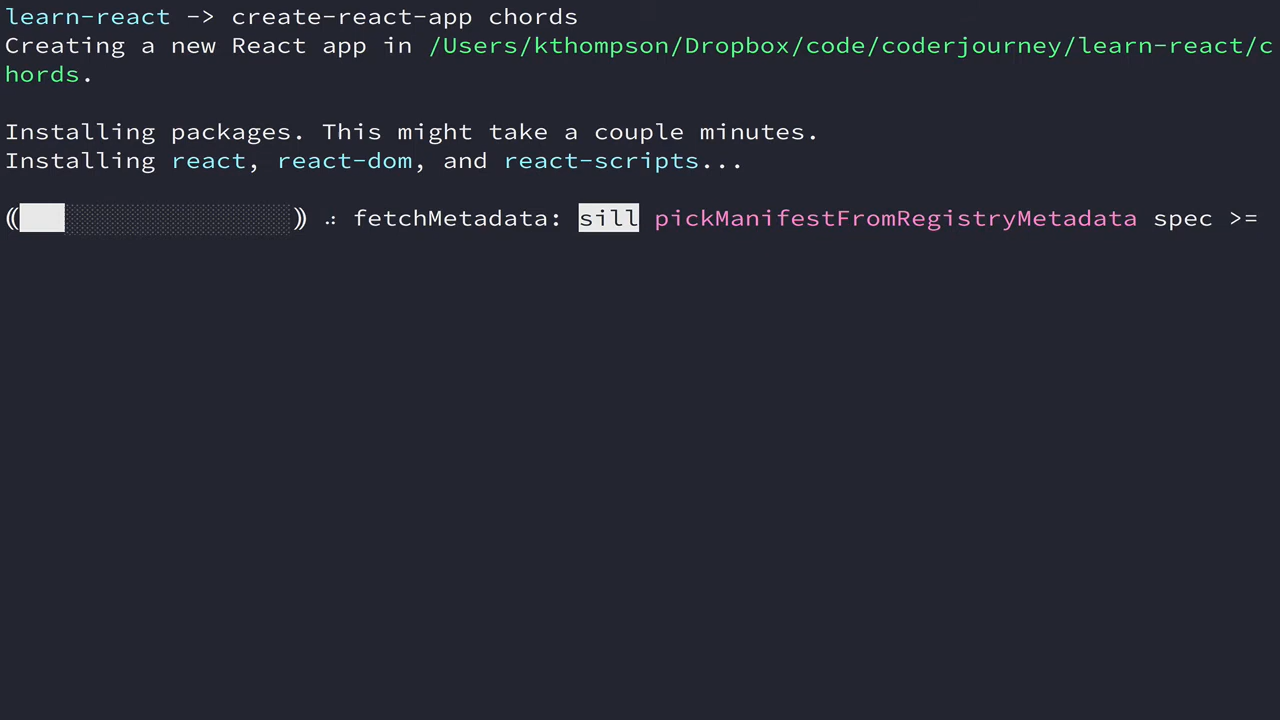 learn-react -> create-react-app chords
Creating a new React app in /Users/kthompson/Dropbox/code/coderjourney/learn-react/c
hords.
Installing packages. This might take a couple minutes.
Installing react, react-dom, and react-scripts...
(( )) ⠴ fetchMetadata: sill pickManifestFromRegistryMetadata spec >=